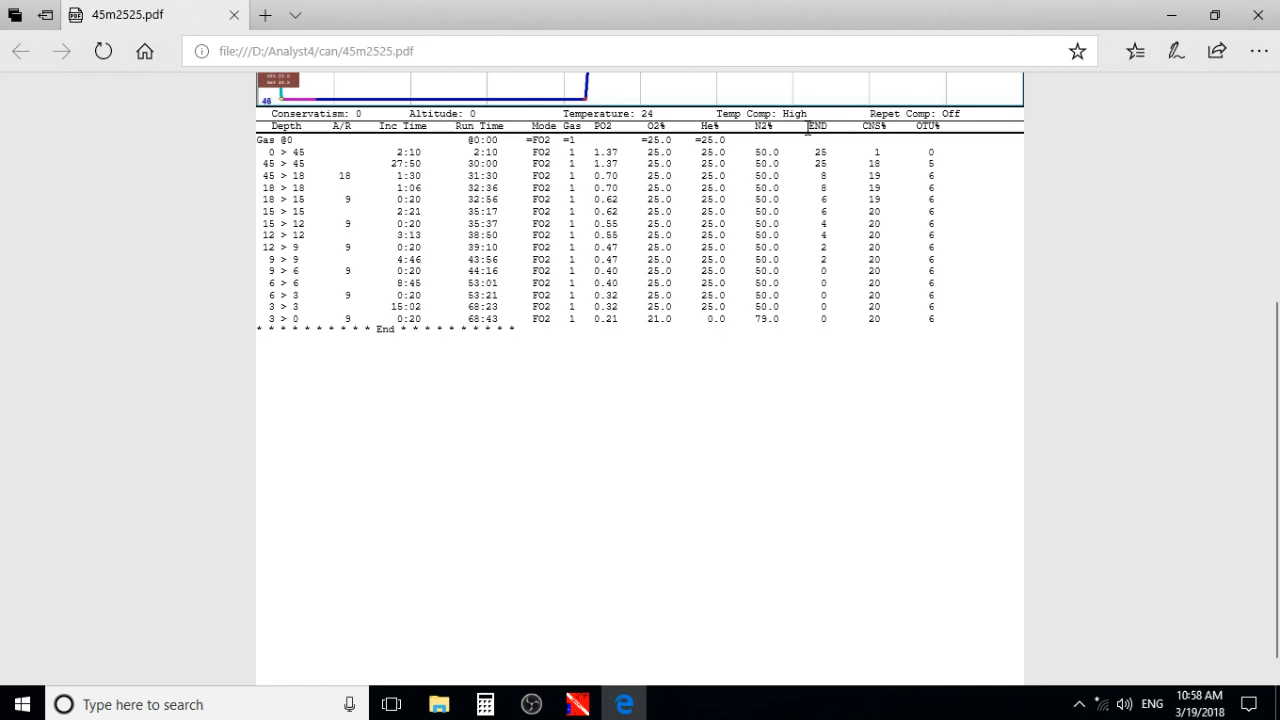 45m2525.pdf
file:///D:/Analyst4/can/45m2525.pdf
46
Conservatism: 0 Altitude: 0 Temperature: 24 Temp Comp: High Repet Comp: Off
Depth A/R Inc Time Run Time Mode Gas PO2 O2% He% N2% END CNS% OTU%
Gas @0 @0:00 =FO2 =1 =25.0 =25.0
0 > 45 2:10 2:10 FO2 1 1.37 25.0 25.0 50.0 25 1 0
45 > 45 27:50 30:00 FO2 1 1.37 25.0 25.0 50.0 25 18 5
45 > 18 18 1:30 31:30 FO2 1 0.70 25.0 25.0 50.0 8 19 6
18 > 18 1:06 32:36 FO2 1 0.70 25.0 25.0 50.0 8 19 6
18 > 15 9 0:20 32:56 FO2 1 0.62 25.0 25.0 50.0 6 19 6
15 > 15 2:21 35:17 FO2 1 0.62 25.0 25.0 50.0 6 20 6
15 > 12 9 0:20 35:37 FO2 1 0.55 25.0 25.0 50.0 4 20 6
12 > 12 3:13 38:50 FO2 1 0.55 25.0 25.0 50.0 4 20 6
12 > 9 9 0:20 39:10 FO2 1 0.47 25.0 25.0 50.0 2 20 6
9 > 9 4:46 43:56 FO2 1 0.47 25.0 25.0 50.0 2 20 6
9 > 6 9 0:20 44:16 FO2 1 0.40 25.0 25.0 50.0 0 20 6
6 > 6 8:45 53:01 FO2 1 0.40 25.0 25.0 50.0 0 20 6
6 > 3 9 0:20 53:21 FO2 1 0.32 25.0 25.0 50.0 0 20 6
3 > 3 15:02 68:23 FO2 1 0.32 25.0 25.0 50.0 0 20 6
3 > 0 9 0:20 68:43 FO2 1 0.21 21.0 0.0 79.0 0 20 6
* * * * * * * * * * End * * * * * * * * * *
Type here to search
ENG
10:58 AM
3/19/2018